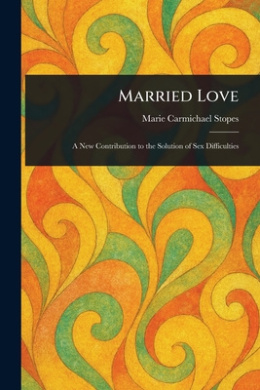 Married Love
Marie Carmichael Stopes
A New Contribution to the Solution of Sex Difficulties